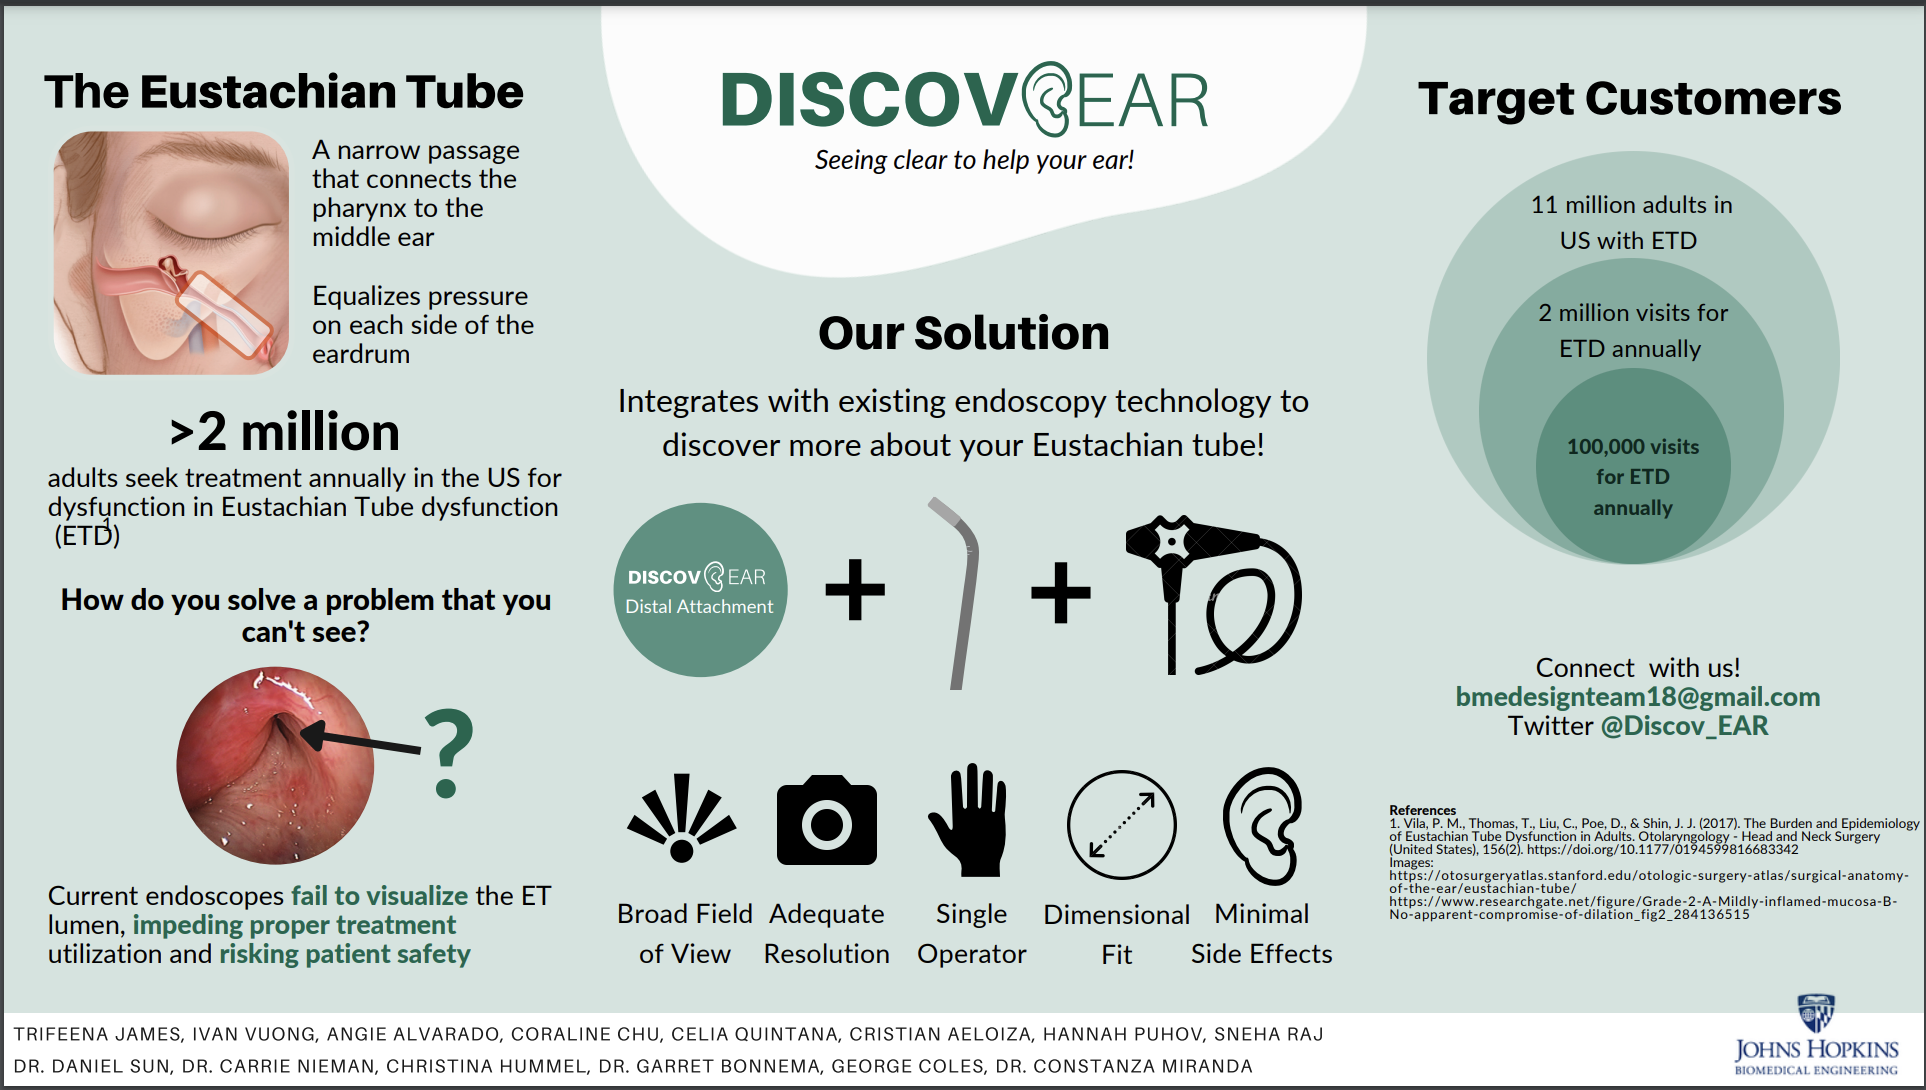 The Eustachian Tube
A narrow passage
that connects the
pharynx to the
middle ear
Equalizes pressure
on each side of the
eardrum
>2 million
adults seek treatment annually in the US for
dysfunction in Eustachian Tube dysfunction
(ETD)1
How do you solve a problem that you
can't see?
?
Current endoscopes fail to visualize the ET
lumen, impeding proper treatment
utilization and risking patient safety
DISCOV EAR
Seeing clear to help your ear!
Our Solution
Integrates with existing endoscopy technology to
discover more about your Eustachian tube!
DISCOV EAR
Distal Attachment
+ +
Broad Field
of View
Adequate
Resolution
Single
Operator
Dimensional
Fit
Minimal
Side Effects
Target Customers
11 million adults in
US with ETD
2 million visits for
ETD annually
100,000 visits
for ETD
annually
Connect with us!
bmedesignteam18@gmail.com
Twitter @Discov_EAR
References
1. Vila, P. M., Thomas, T., Liu, C., Poe, D., & Shin, J. J. (2017). The Burden and Epidemiology
of Eustachian Tube Dysfunction in Adults. Otolaryngology - Head and Neck Surgery
(United States), 156(2). https://doi.org/10.1177/0194599816683342
Images:
https://otosurgeryatlas.stanford.edu/otologic-surgery-atlas/surgical-anatomy-
of-the-ear/eustachian-tube/
https://www.researchgate.net/figure/Grade-2-A-Mildly-inflamed-mucosa-B-
No-apparent-compromise-of-dilation_fig2_284136515
TRIFEENA JAMES, IVAN VUONG, ANGIE ALVARADO, CORALINE CHU, CELIA QUINTANA, CRISTIAN AELOIZA, HANNAH PUHOV, SNEHA RAJ
DR. DANIEL SUN, DR. CARRIE NIEMAN, CHRISTINA HUMMEL, DR. GARRET BONNEMA, GEORGE COLES, DR. CONSTANZA MIRANDA
JOHNS HOPKINS
BIOMEDICAL ENGINEERING